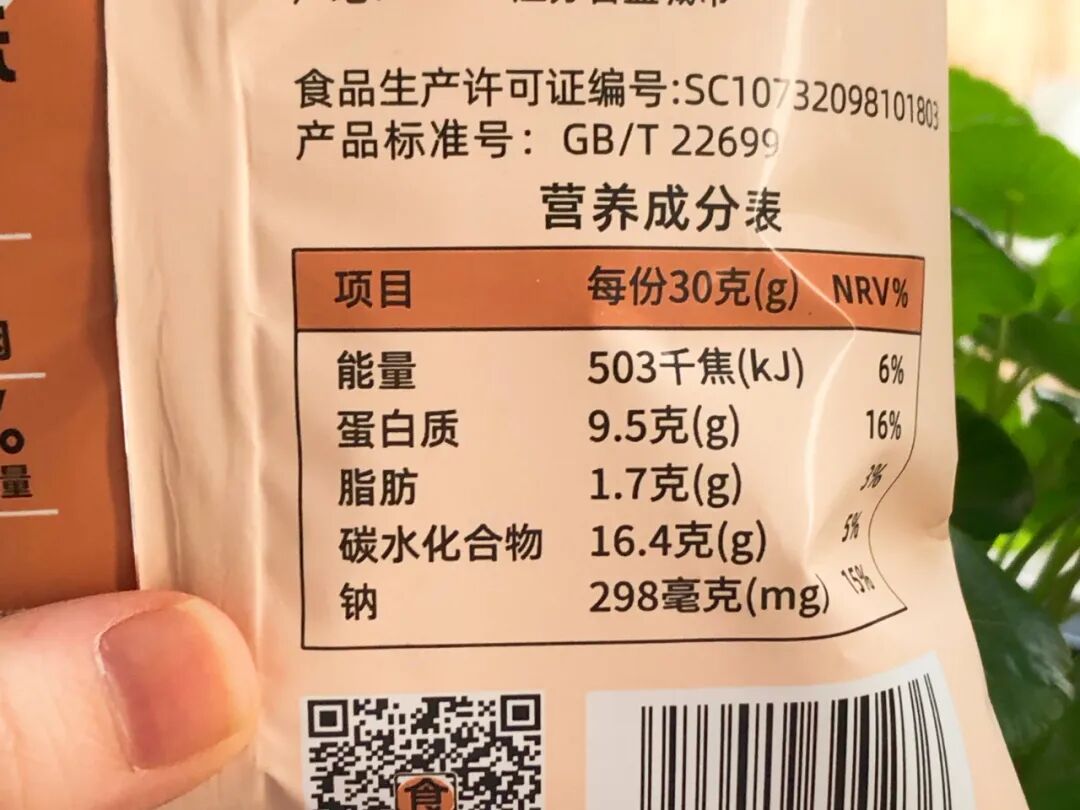 食品生产许可证编号:SC10732098101803
产品标准号：GB/T 22699
营养成分表
项目 每份30克(g) NRV%
能量 503千焦(kJ) 6%
蛋白质 9.5克(g) 16%
脂肪 1.7克(g) 3%
碳水化合物 16.4克(g) 5%
钠 298毫克(mg) 15%
量
食